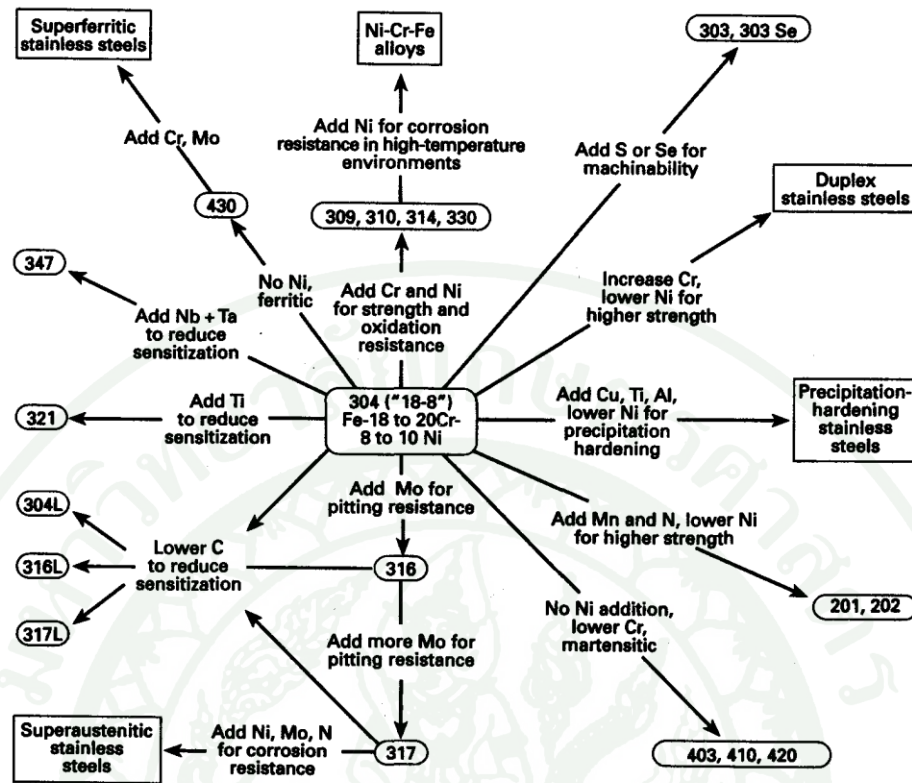 Superferritic
stainless steels
Ni-Cr-Fe
alloys
303, 303 Se
Add Cr, Mo
Add Ni for corrosion
resistance in high-temperature
environments
Add S or Se for
machinability
Duplex
stainless steels
430
309, 310, 314, 330
347
No Ni,
ferritic
Add Cr and Ni
for strength and
oxidation
resistance
Increase Cr,
lower Ni for
higher strength
Add Nb + Ta
to reduce
sensitization
321
Add Ti
to reduce
sensitization
304 ("18-8")
Fe-18 to 20Cr-
8 to 10 Ni
Add Cu, Ti, Al,
lower Ni for
precipitation
hardening
Precipitation-
hardening
stainless
steels
304L
316L
317L
Lower C
to reduce
sensitization
Add Mo for
pitting resistance
316
Add Mn and N, lower Ni
for higher strength
201, 202
Add more Mo for
pitting resistance
No Ni addition,
lower Cr,
martensitic
Superaustenitic
stainless
steels
Add Ni, Mo, N
for corrosion
resistance
317
403, 410, 420